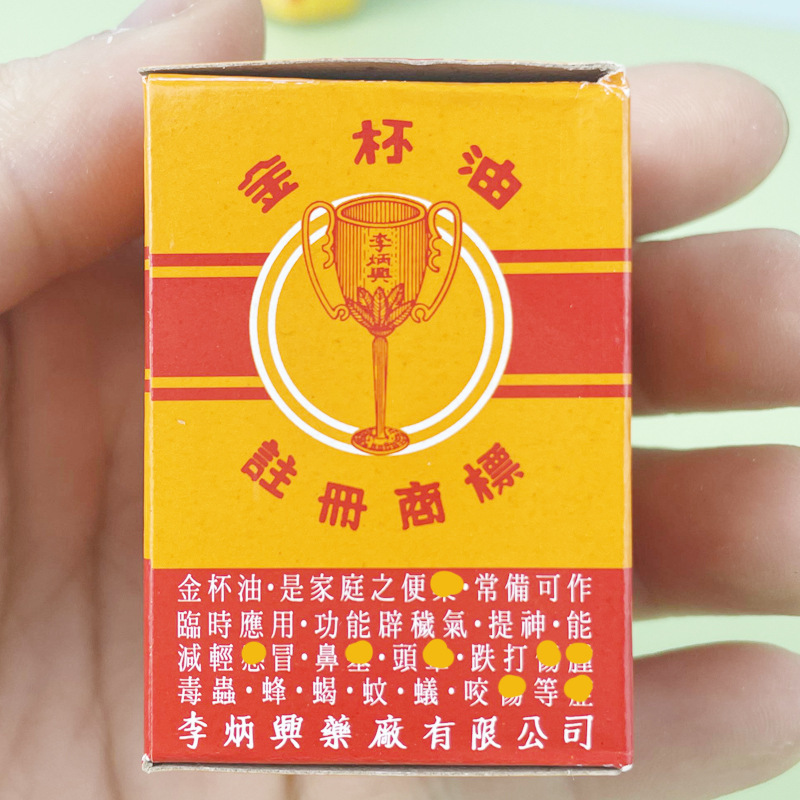 金杯油
李炳興
註冊商標
金杯油·是家庭之便·常備可作
臨時應用·功能辟穢氣·提神·能
減輕冒·鼻·頭·跌打
毒蟲·蜂·蝎·蚊·蟻·咬等
李炳興藥廠有限公司